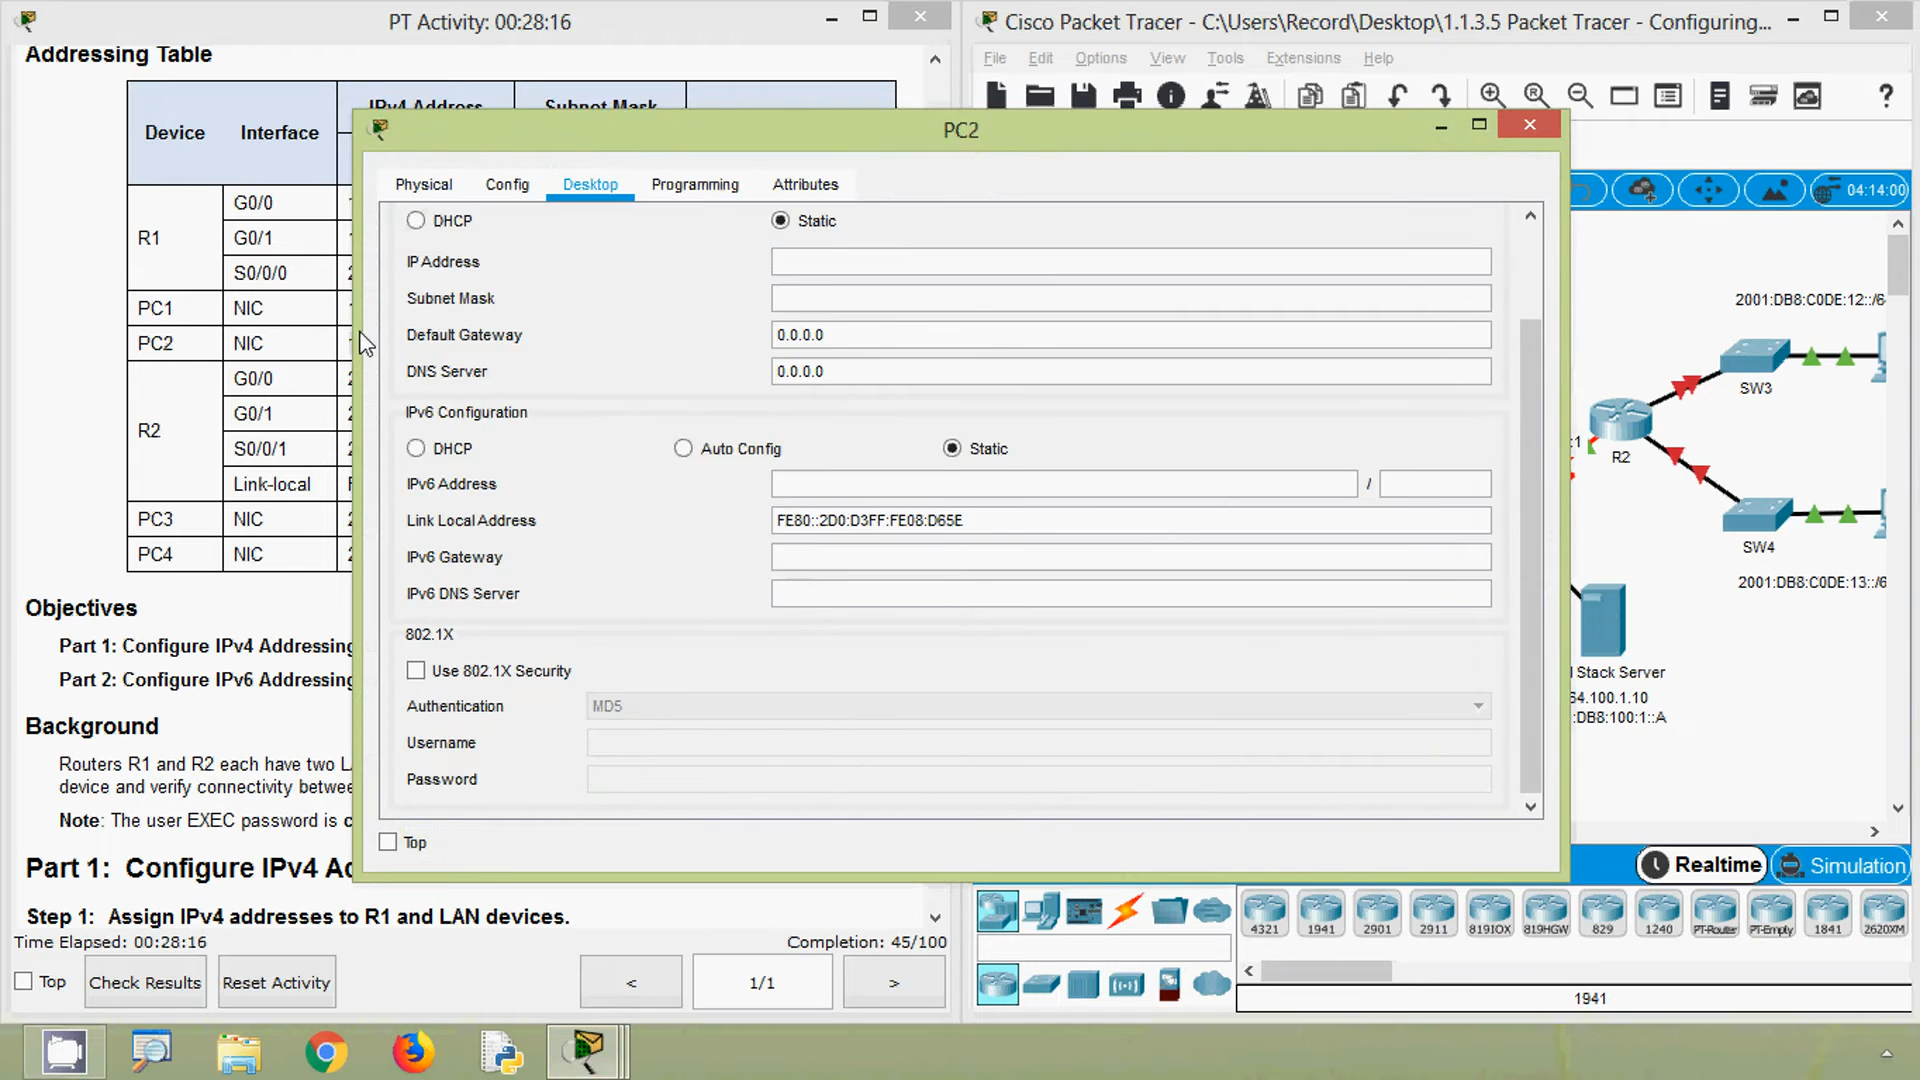 PT Activity: 00:28:16
Addressing Table
IPv4 Address
Subnet Mask
Device
Interface
R1
G0/0
G0/1
S0/0/0
PC1
NIC
PC2
NIC
R2
G0/0
G0/1
S0/0/1
Link-local
PC3
NIC
PC4
NIC
Objectives
Part 1: Configure IPv4 Addressing
Part 2: Configure IPv6 Addressing
Background
Routers R1 and R2 each have two
device and verify connectivity
Note: The user EXEC password is
Part 1: Configure IPv4
Step 1: Assign IPv4 addresses to R1 and LAN devices.
Time Elapsed: 00:28:16
Completion: 45/100
Top
Check Results
Reset Activity
<
1/1
>
PC2
Physical
Config
Desktop
Programming
Attributes
DHCP
Static
IP Address
Subnet Mask
Default Gateway
0.0.0.0
DNS Server
0.0.0.0
IPv6 Configuration
DHCP
Auto Config
Static
IPv6 Address
/
Link Local Address
FE80::2D0:D3FF:FE08:D65E
IPv6 Gateway
IPv6 DNS Server
802.1X
Use 802.1X Security
Authentication
MD5
Username
Password
Top
Cisco Packet Tracer - C:\Users\Record\Desktop\1.1.3.5 Packet Tracer - Configuring...
File
Edit
Options
View
Tools
Extensions
Help
04:14:00
2001:DB8:C0DE:12::/6
SW3
:1
R2
SW4
2001:DB8:C0DE:13::/6
l Stack Server
64.100.1.10
:DB8:100:1::A
Realtime
Simulation
4321
1941
2901
2911
819IOX
819HGW
829
1240
PT-Router
PT-Empty
1841
2620XM
1941